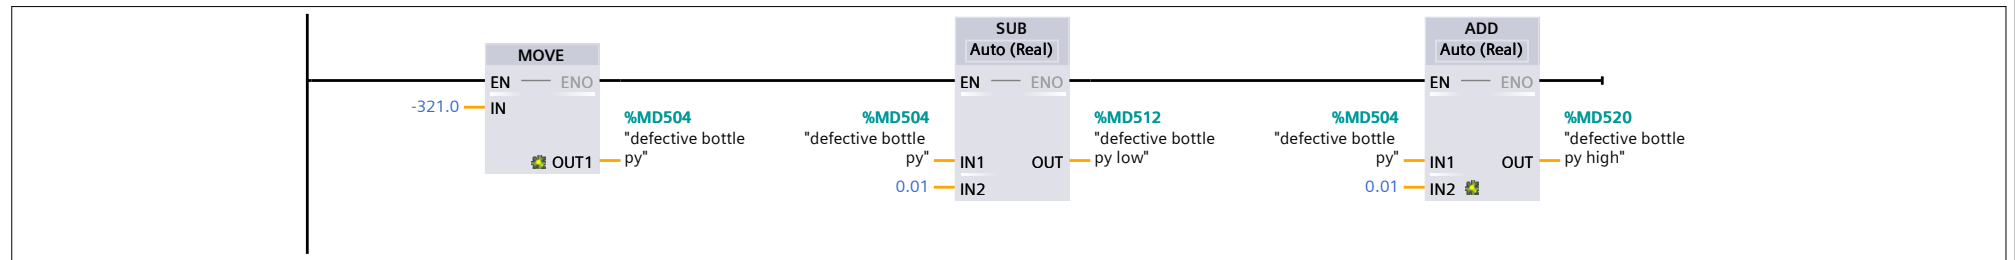 MOVE
EN
ENO
-321.0
IN
OUT1
%MD504
"defective bottle
py"
SUB
Auto (Real)
EN
ENO
%MD504
"defective bottle
py"
IN1
0.01
IN2
OUT
%MD512
"defective bottle
py low"
ADD
Auto (Real)
EN
ENO
%MD504
"defective bottle
py"
IN1
0.01
IN2
OUT
%MD520
"defective bottle
py high"